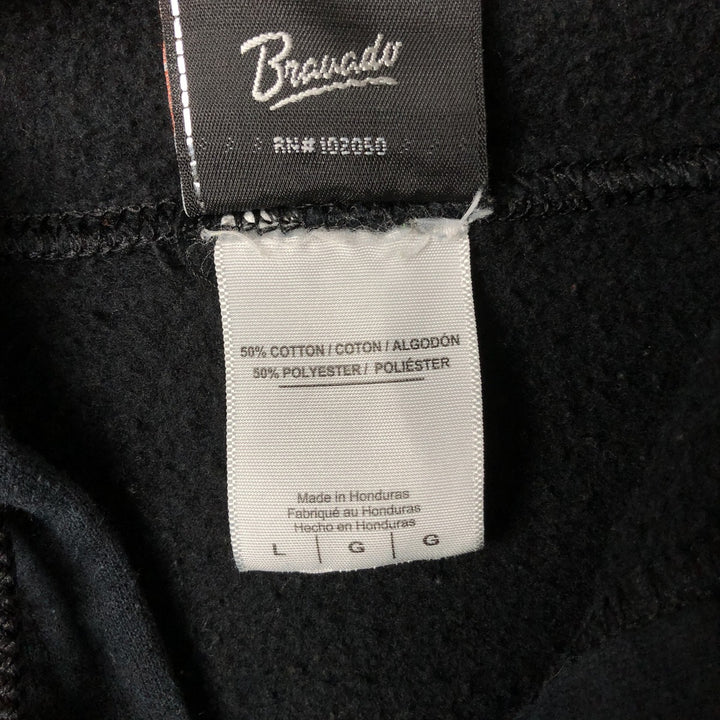 Bravado
RN#102050
50% COTTON / COTON / ALGODÓN
50% POLYESTER / POLIÉSTER
Made in Honduras
Fabriqué au Honduras
Hecho en Honduras
L | G | G